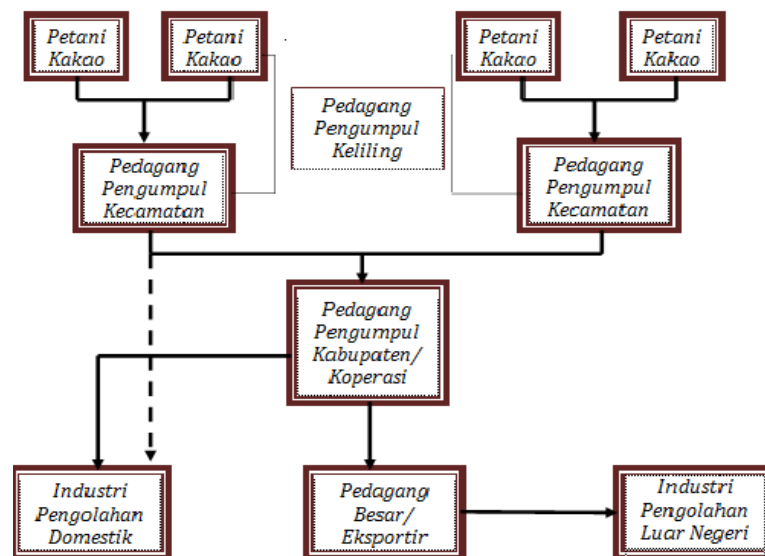 Petani
Kakao
Petani
Kakao
Petani
Kakao
Petani
Kakao
Pedagang
Pengumpul
Keliling
Pedagang
Pengumpul
Kecamatan
Pedagang
Pengumpul
Kecamatan
Pedagang
Pengumpul
Kabupaten/
Koperasi
Industri
Pengolahan
Domestik
Pedagang
Besar/
Eksportir
Industri
Pengolahan
Luar Negeri